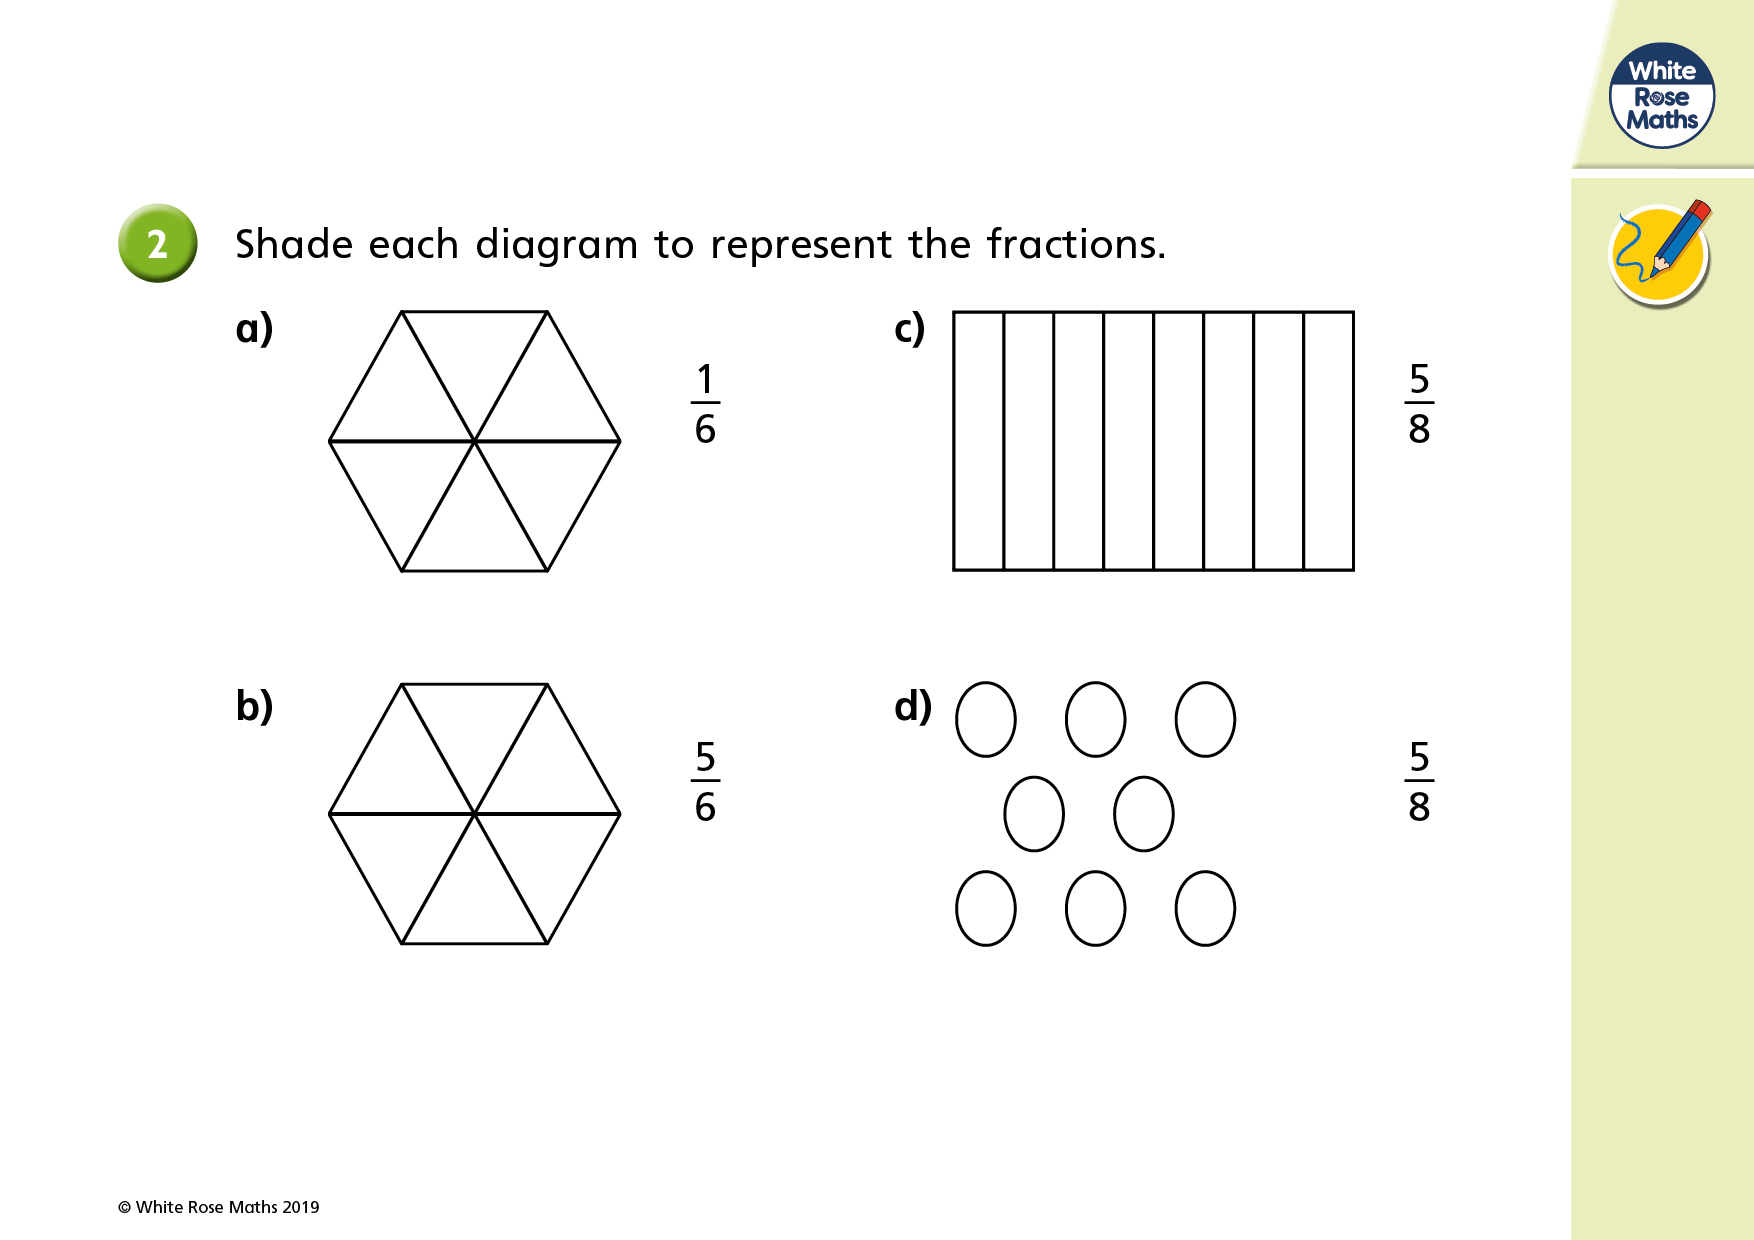 White
Rose
Maths
2 Shade each diagram to represent the fractions.
a)
1
6
c)
5
8
b)
5
6
d)
5
8
© White Rose Maths 2019